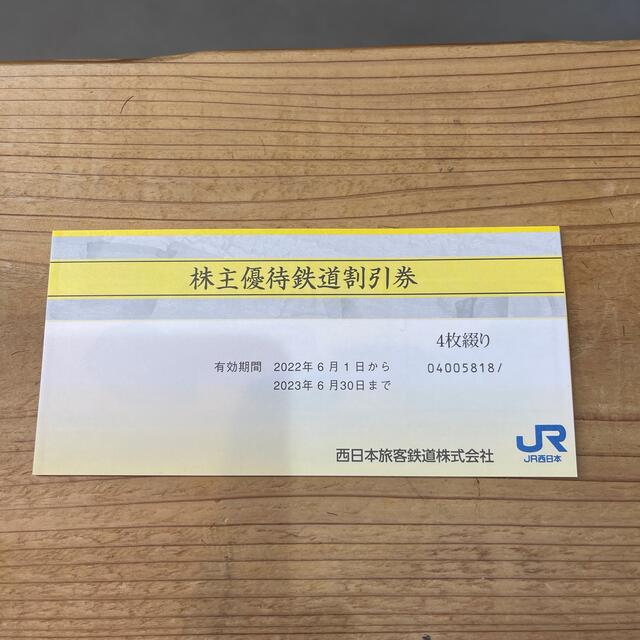 株主優待鉄道割引券
4枚綴り
有効期間 2022年6月1日から
04005818/
2023年6月30日まで
西日本旅客鉄道株式会社
JR
JR西日本